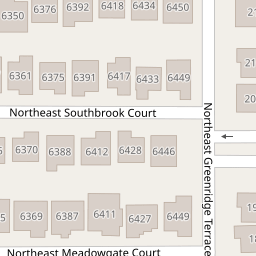 6350 6376 6392 6418 6434 6450
6361 6375 6391 6417 6433 6449
Northeast Southbrook Court
6370 6388 6412 6428 6446
6369 6387 6411 6427 6449
Northeast Meadowgate Court
Northeast Greenridge Terrace